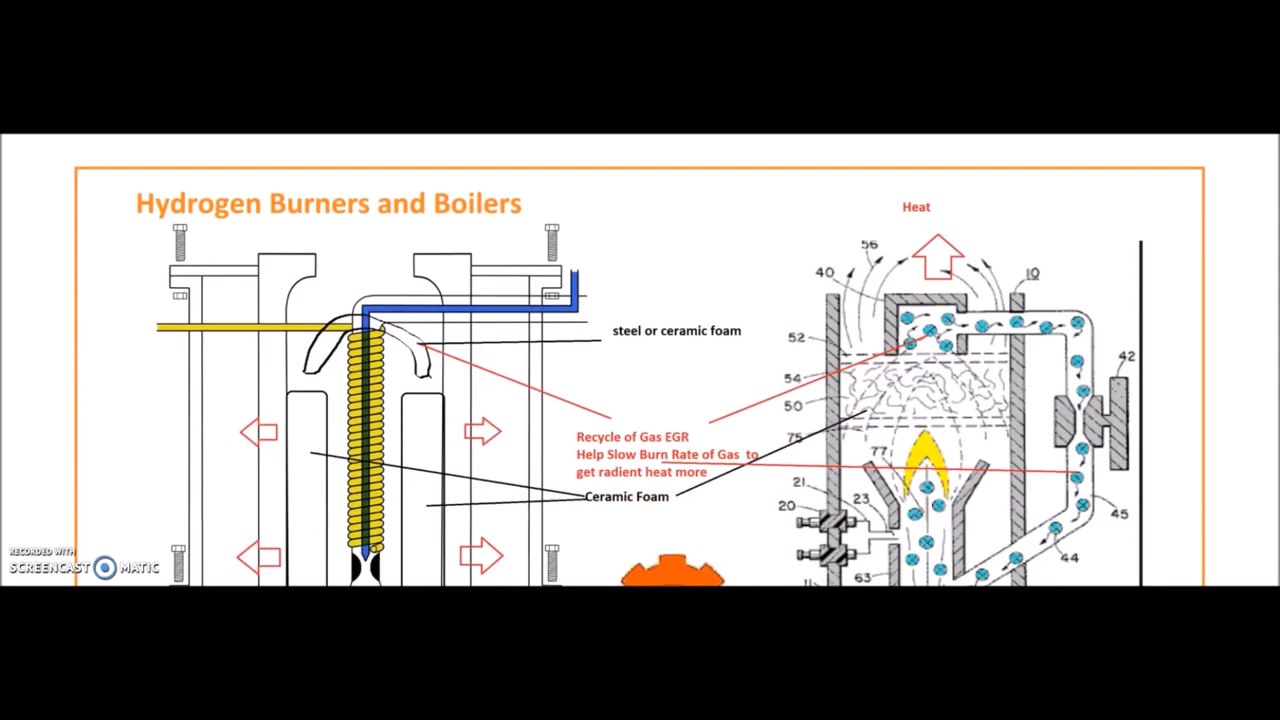 Hydrogen Burners and Boilers
Heat
56
40
10
steel or ceramic foam
52
42
54
50
Recycle of Gas EGR
75
Help Slow Burn Rate of Gas to
77
get radient heat more
21
Ceramic Foam
23
20
45
RECORDED WITH
SCREENCAST MATIC
44
63
11